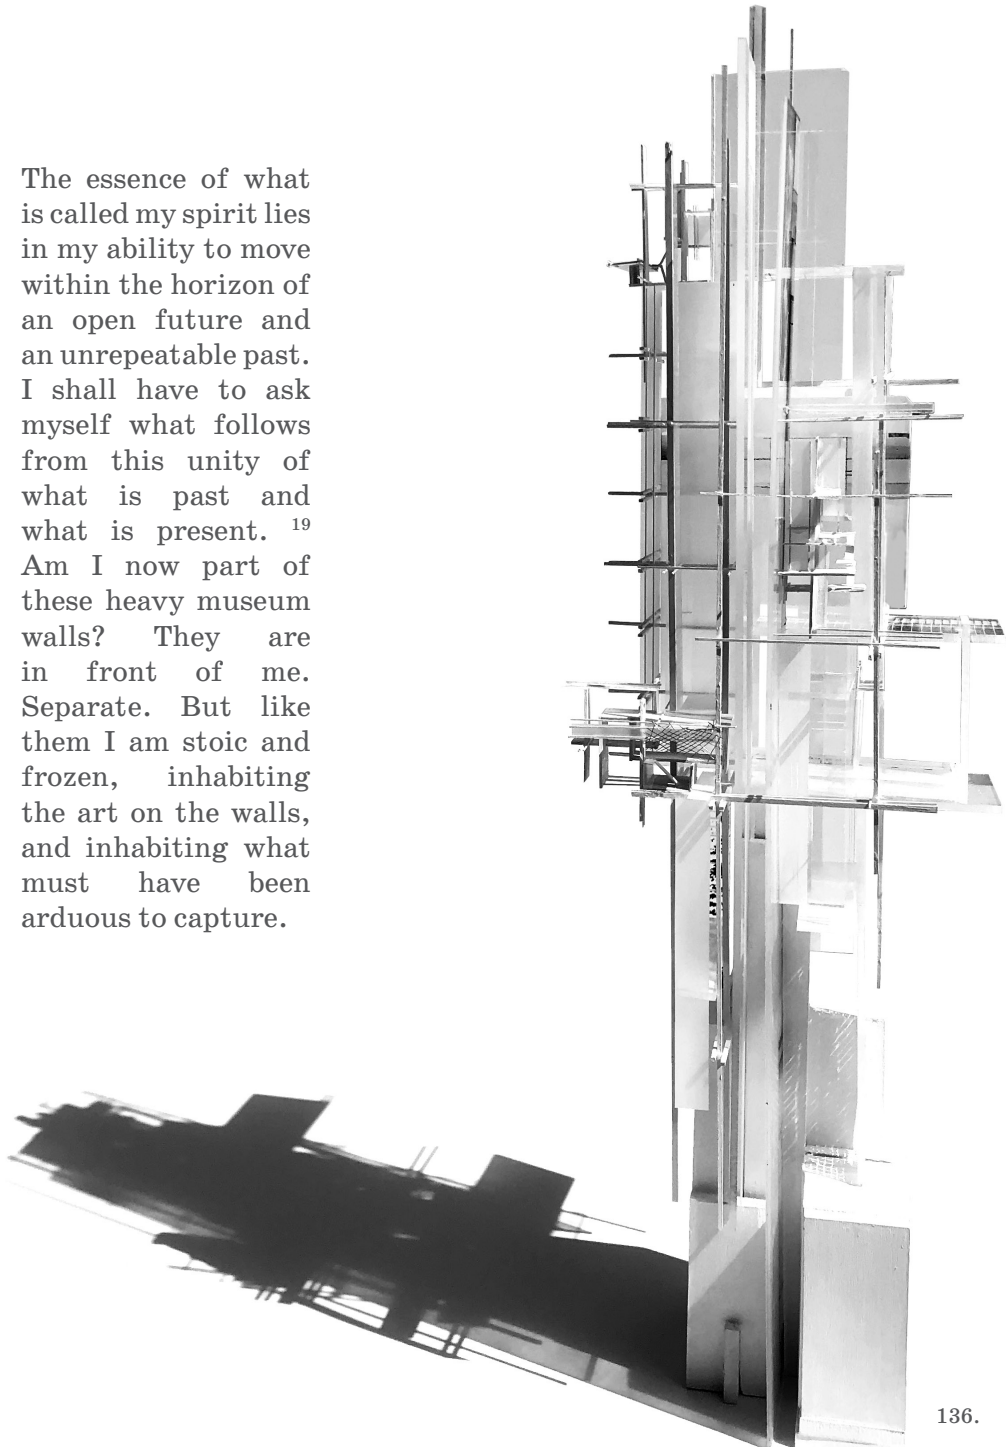 The essence of what
is called my spirit lies
in my ability to move
within the horizon of
an open future and
an unrepeatable past.
I shall have to ask
myself what follows
from this unity of
what is past and
what is present. 19
Am I now part of
these heavy museum
walls? They are
in front of me.
Separate. But like
them I am stoic and
frozen, inhabiting
the art on the walls,
and inhabiting what
must have been
arduous to capture.
136.